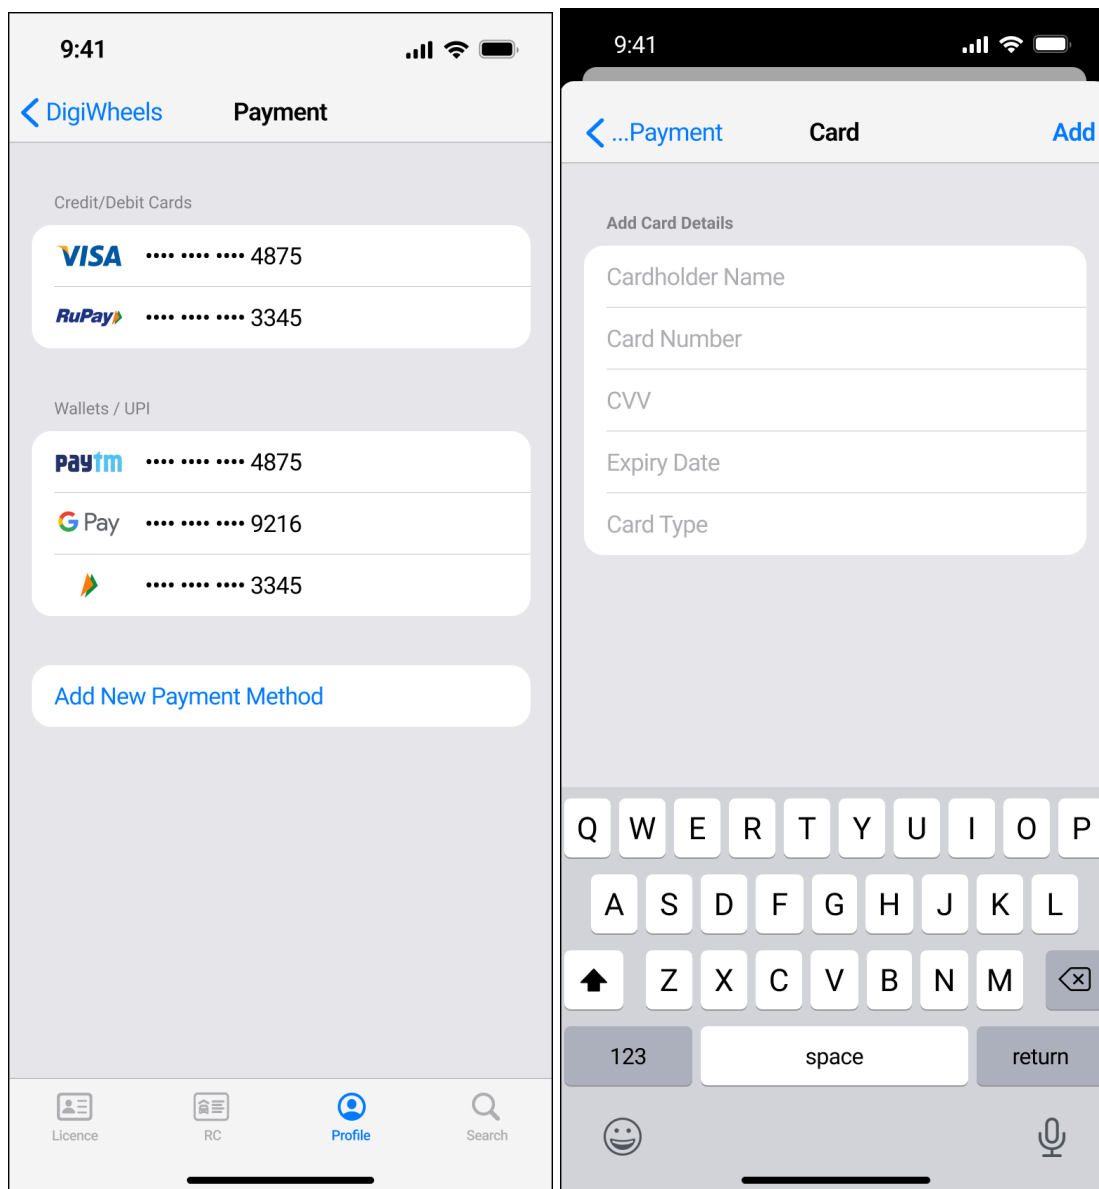 9:41
DigiWheels
Payment
Credit/Debit Cards
VISA •••• •••• •••• 4875
RuPay •••• •••• •••• 3345
Wallets / UPI
paytm •••• •••• •••• 4875
G Pay •••• •••• •••• 9216
•••• •••• •••• 3345
Add New Payment Method
Licence
RC
Profile
Search
9:41
...Payment
Card
Add
Add Card Details
Cardholder Name
Card Number
CVV
Expiry Date
Card Type
Q W E R T Y U I O P
A S D F G H J K L
Z X C V B N M
123 space return